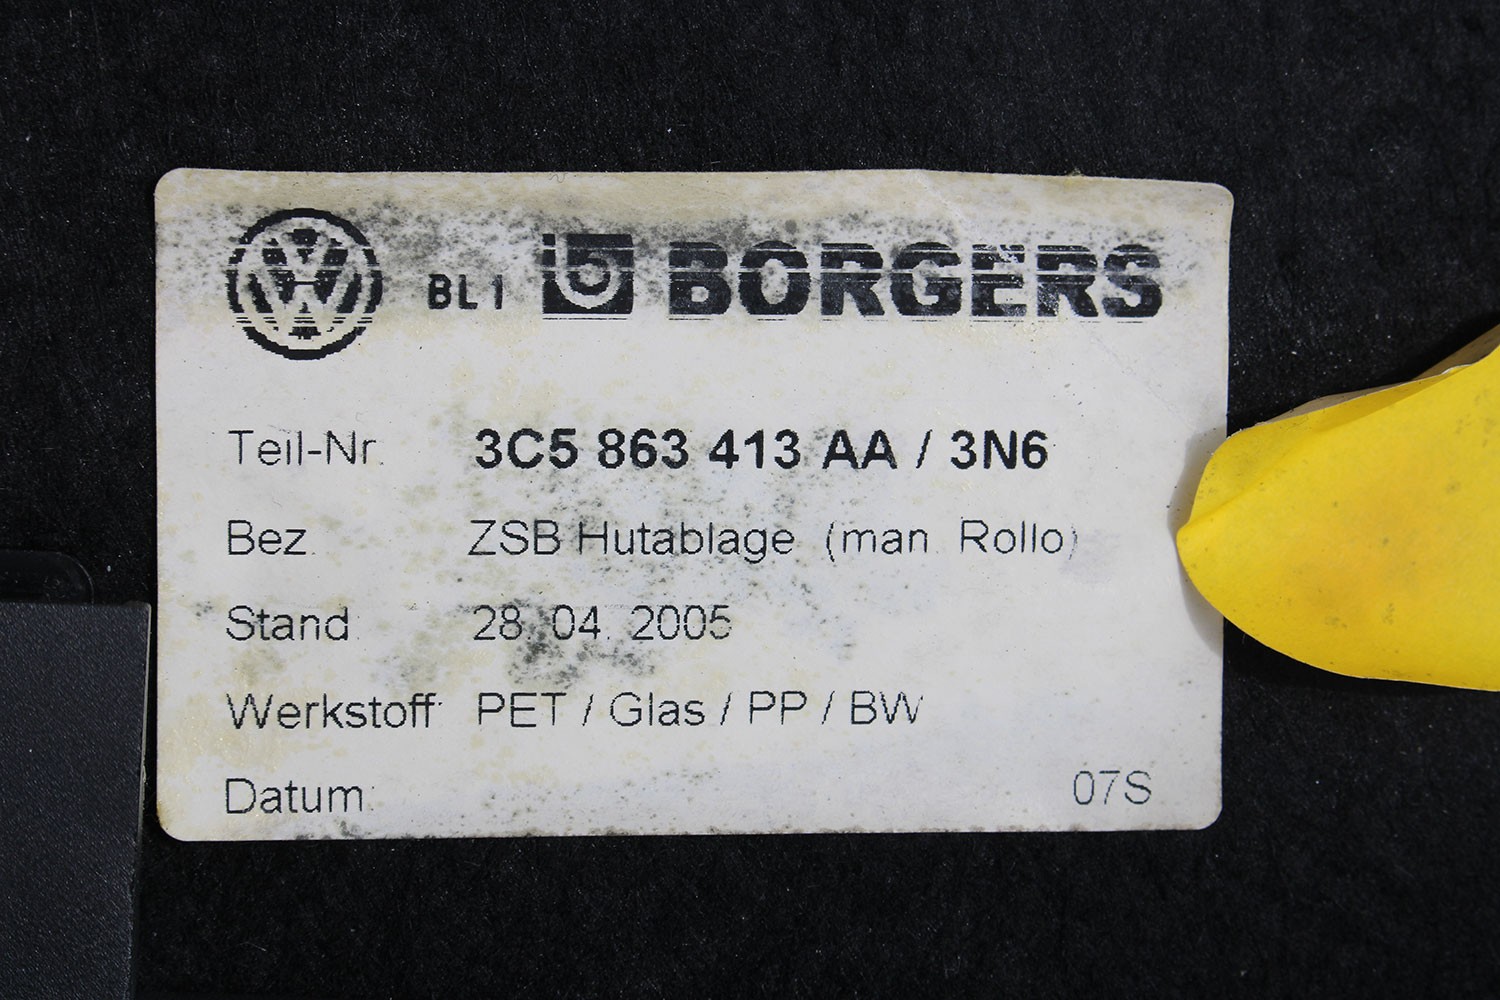 VW BL1 b BORGERS
Teil-Nr. 3C5 863 413 AA / 3N6
Bez. ZSB Hutablage (man. Rollo)
Stand 28. 04. 2005
Werkstoff PET / Glas / PP / BW
Datum 07S